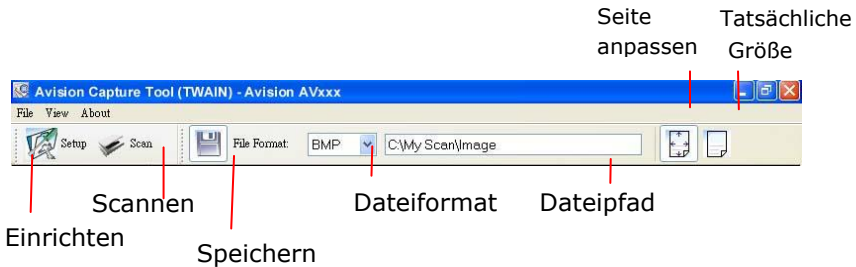 Seite
anpassen
Tatsächliche
Größe
Avision Capture Tool (TWAIN) - Avision AVxxx
File View About
Setup Scan File Format: BMP C:\My Scan\Image
Scannen Dateiformat Dateipfad
Einrichten
Speichern